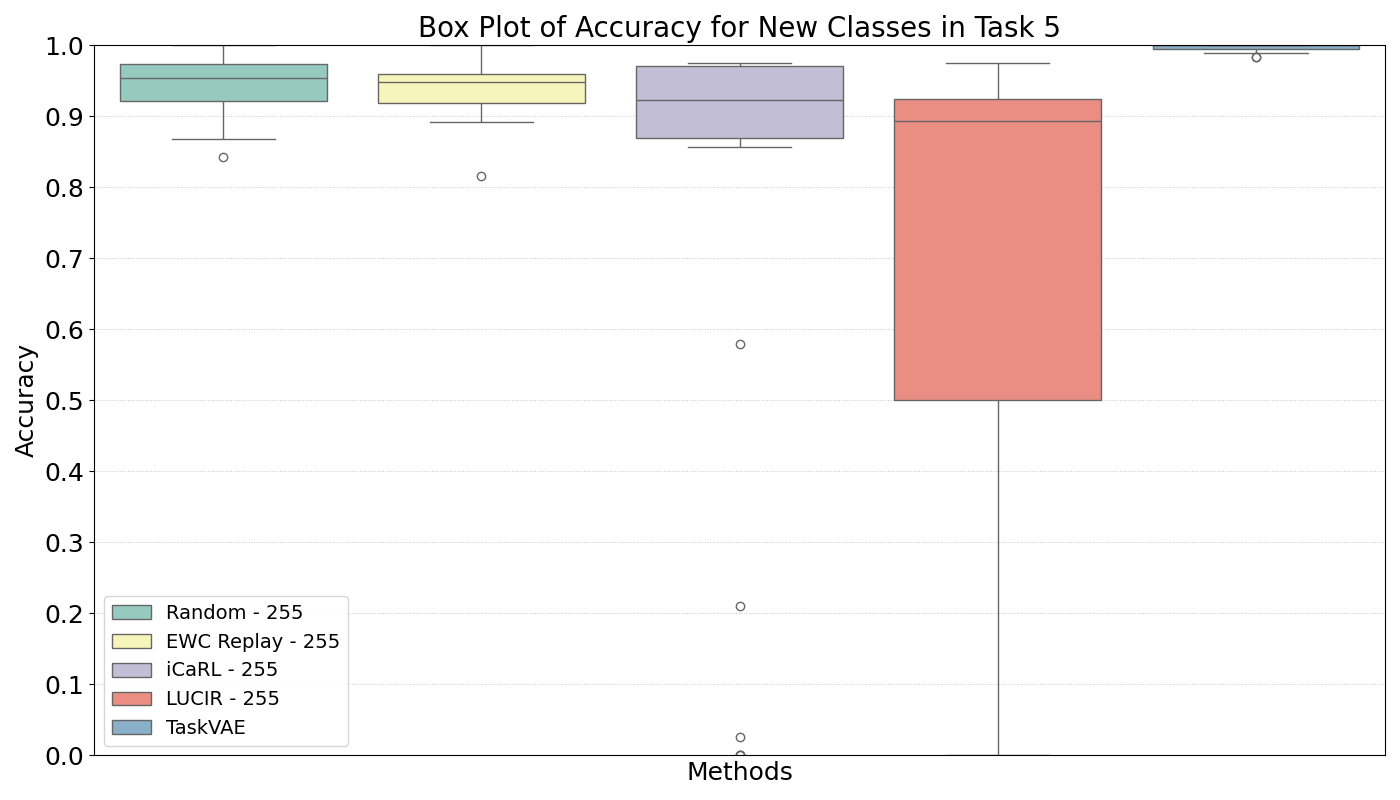 Box Plot of Accuracy for New Classes in Task 5
1.0
0.9
0.8
0.7
0.6
0.5
0.4
0.3
0.2
0.1
0.0
Accuracy
Random - 255
EWC Replay - 255
iCaRL - 255
LUCIR - 255
TaskVAE
Methods